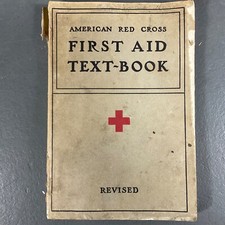 AMERICAN RED CROSS
FIRST AID
TEXT-BOOK
REVISED